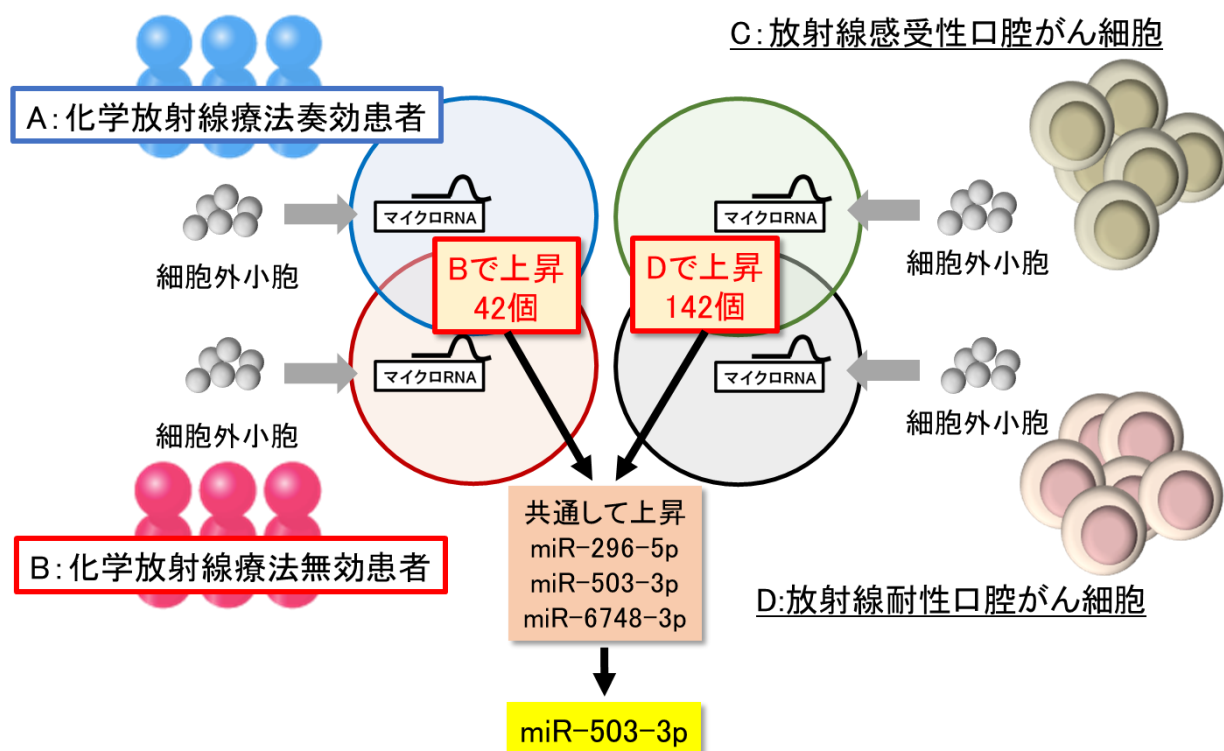 A：化学放射線療法奏効患者
細胞外小胞
マイクロRNA
Bで上昇
42個
マイクロRNA
細胞外小胞
B：化学放射線療法無効患者
C：放射線感受性口腔がん細胞
マイクロRNA
細胞外小胞
Dで上昇
142個
マイクロRNA
細胞外小胞
D:放射線耐性口腔がん細胞
共通して上昇
miR-296-5p
miR-503-3p
miR-6748-3p
miR-503-3p